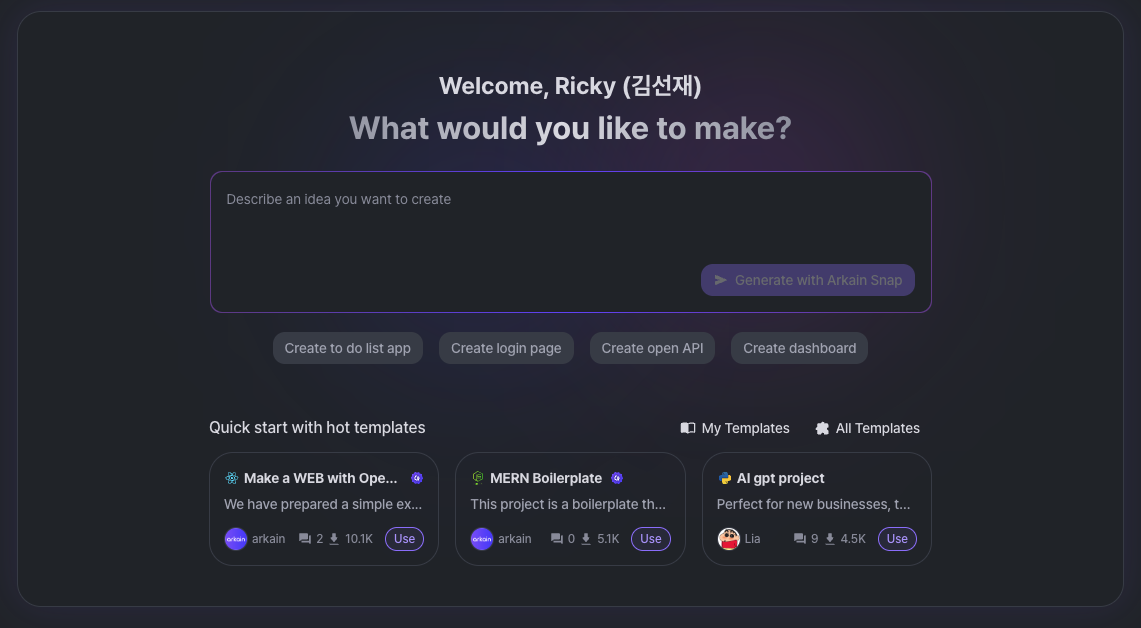 Welcome, Ricky (김선재)
What would you like to make?
Describe an idea you want to create
Generate with Arkain Snap
Create to do list app
Create login page
Create open API
Create dashboard
Quick start with hot templates
My Templates
All Templates
Make a WEB with Ope...
We have prepared a simple ex...
arkain arkain 2 10.1K Use
MERN Boilerplate
This project is a boilerplate th...
arkain arkain 0 5.1K Use
AI gpt project
Perfect for new businesses, t...
Lia 9 4.5K Use